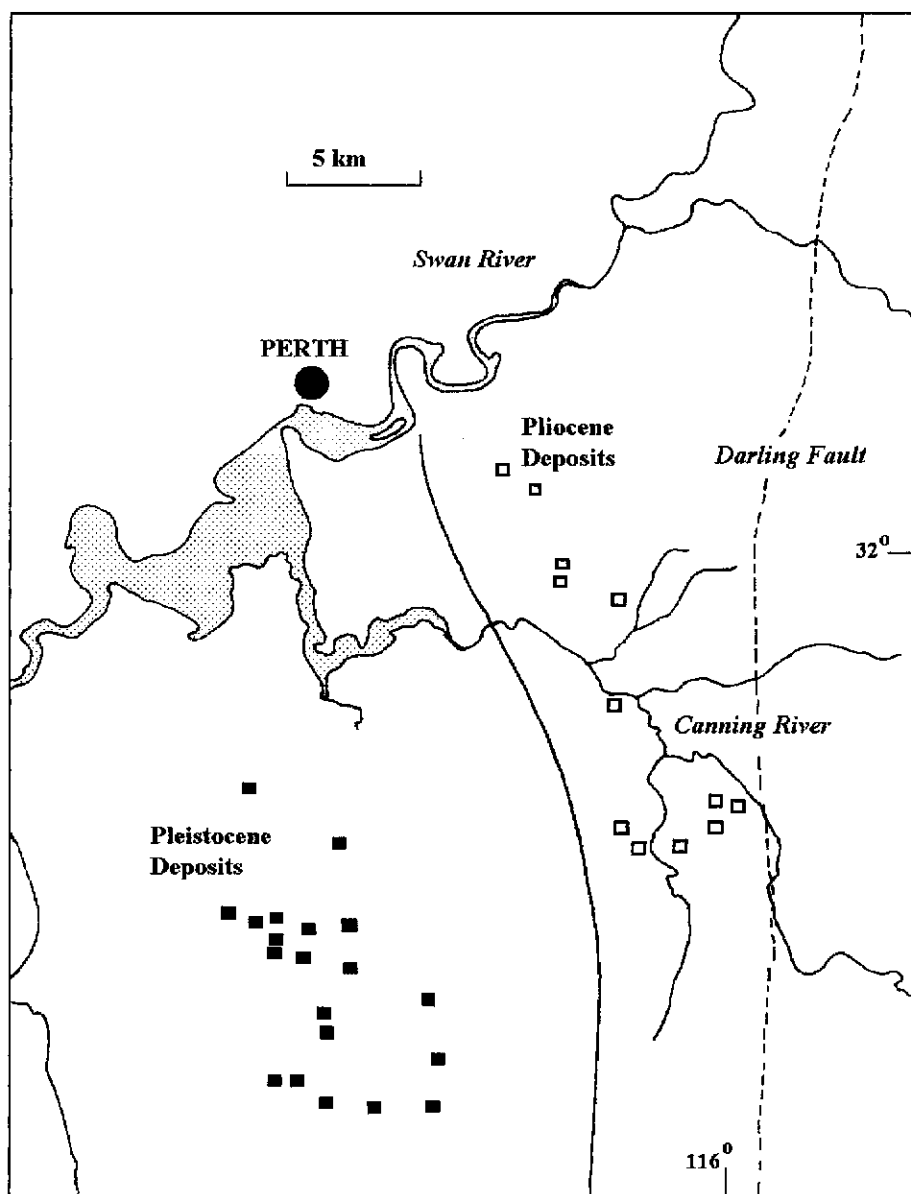 5 km
Swan River
PERTH
Pliocene
Deposits
Darling Fault
32°
Canning River
Pleistocene
Deposits
116°